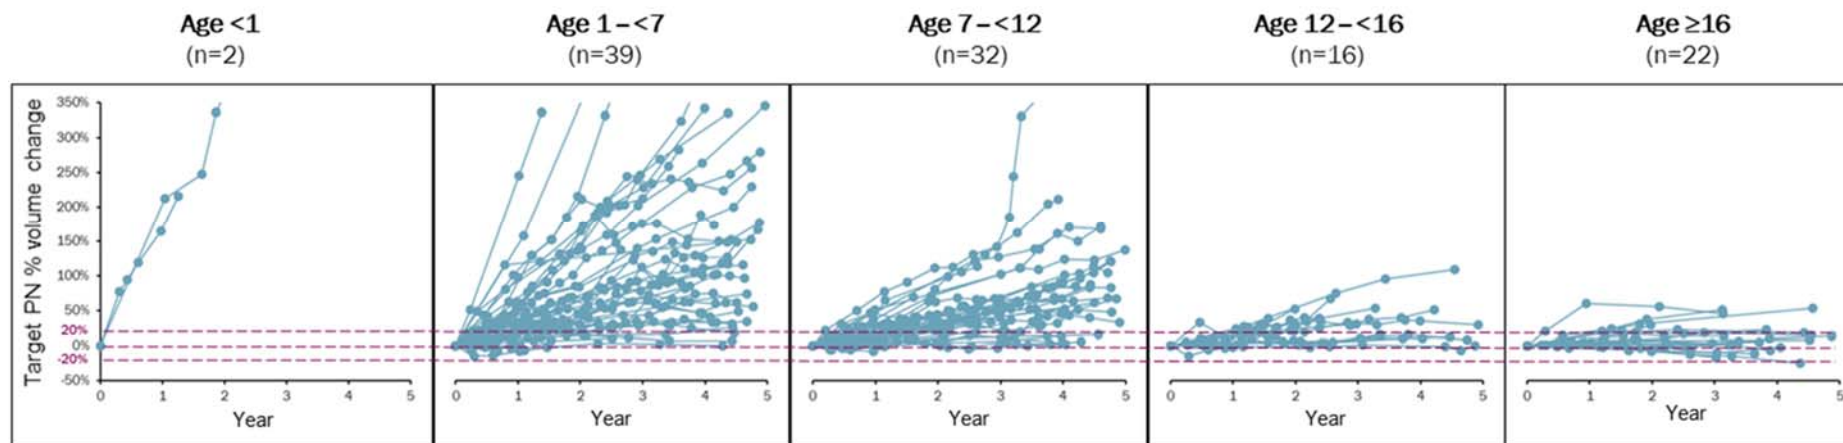 Age <1
(n=2)
Age 1–<7
(n=39)
Age 7–<12
(n=32)
Age 12–<16
(n=16)
Age ≥16
(n=22)
Target PN % volume change
350%
300%
250%
200%
150%
100%
50%
20%
0%
-20%
-50%
0 1 2 3 4 5
Year
0 1 2 3 4 5
Year
0 1 2 3 4 5
Year
0 1 2 3 4 5
Year
0 1 2 3 4 5
Year